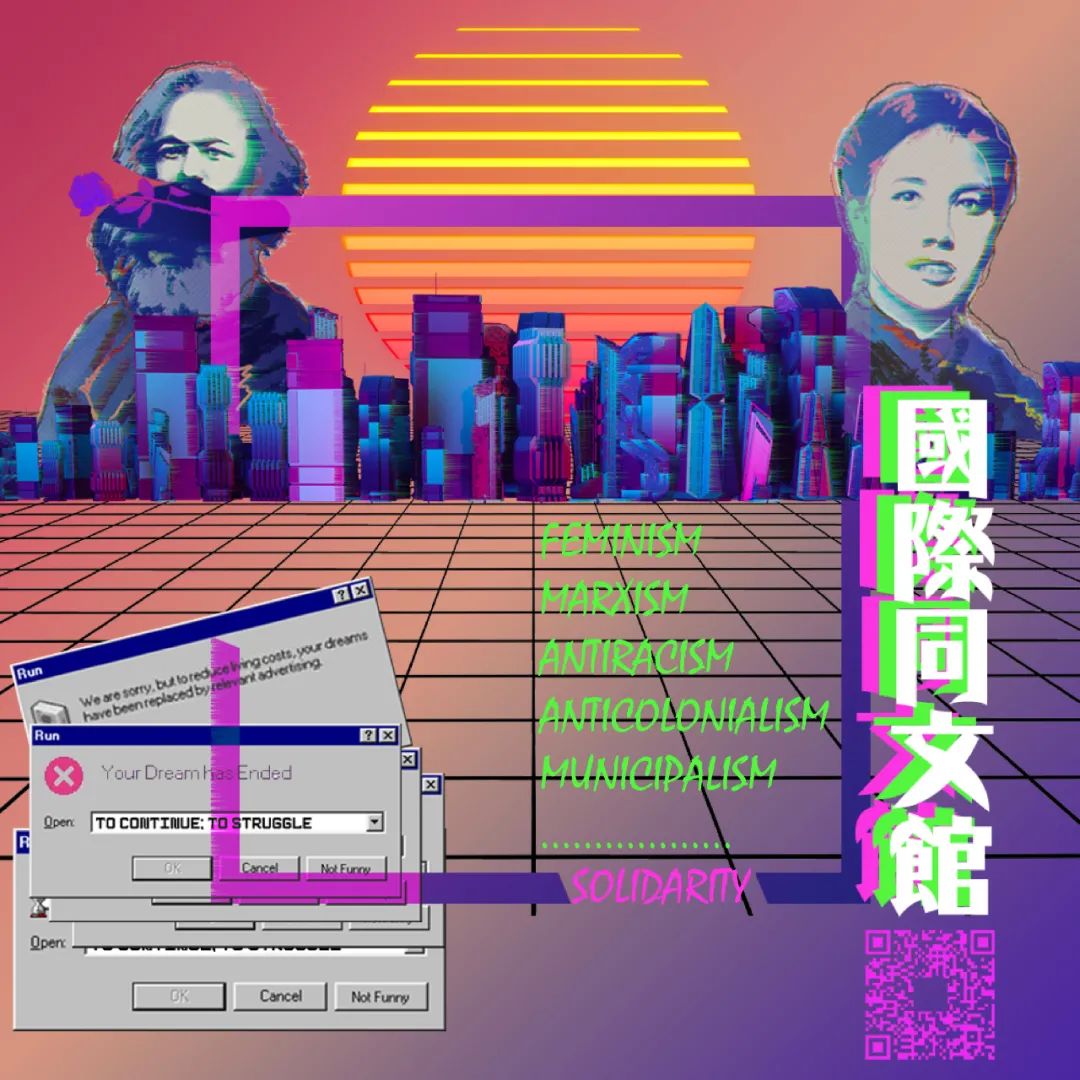 FEMINISM
MARXISM
ANTIRACISM
ANTICOLONIALISM
MUNICIPALISM
..................
SOLIDARITY
國際同文館
Run
We are sorry, but to reduce living costs, your dreams
have been replaced by relevant advertising.
Run
Your Dream has Ended
Open:
TO CONTINUE; TO STRUGGLE
OK
Cancel
Not Funny
Open:
OK
Cancel
Not Funny